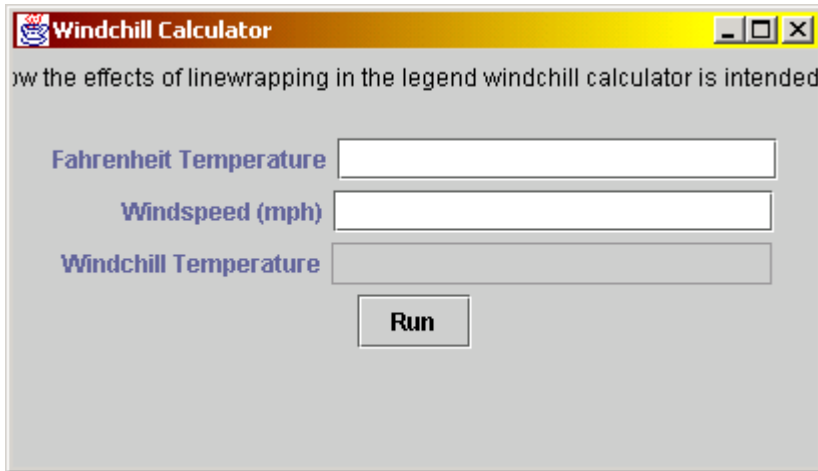 Windchill Calculator
ow the effects of linewrapping in the legend windchill calculator is intended
Fahrenheit Temperature
Windspeed (mph)
Windchill Temperature
Run